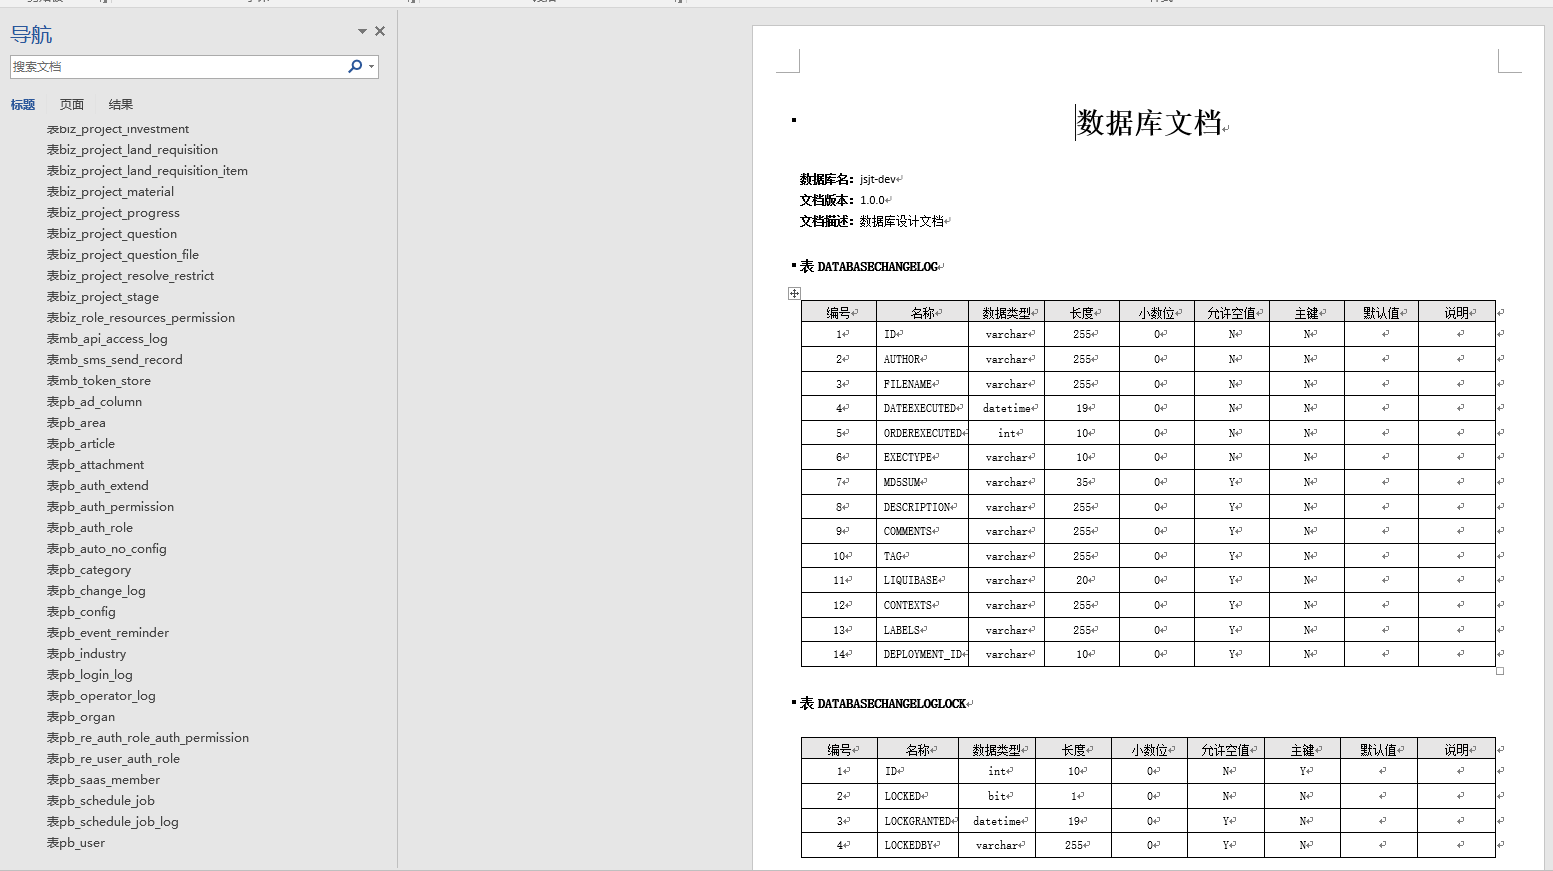 导航
搜索文档
标题 页面 结果
表biz_project_investment
表biz_project_land_requisition
表biz_project_land_requisition_item
表biz_project_material
表biz_project_progress
表biz_project_question
表biz_project_question_file
表biz_project_resolve_restrict
表biz_project_stage
表biz_role_resources_permission
表mb_api_access_log
表mb_sms_send_record
表mb_token_store
表pb_ad_column
表pb_area
表pb_article
表pb_attachment
表pb_auth_extend
表pb_auth_permission
表pb_auth_role
表pb_auto_no_config
表pb_category
表pb_change_log
表pb_config
表pb_event_reminder
表pb_industry
表pb_login_log
表pb_operator_log
表pb_organ
表pb_re_auth_role_auth_permission
表pb_re_user_auth_role
表pb_saas_member
表pb_schedule_job
表pb_schedule_job_log
表pb_user
数据库文档
数据库名：jsjt-dev
文档版本：1.0.0
文档描述：数据库设计文档
表 DATABASECHANGELOG
编号 名称 数据类型 长度 小数位 允许空值 主键 默认值 说明
1 ID varchar 255 0 N N
2 AUTHOR varchar 255 0 N N
3 FILENAME varchar 255 0 N N
4 DATEEXECUTED datetime 19 0 N N
5 ORDEREXECUTED int 10 0 N N
6 EXECTYPE varchar 10 0 N N
7 MD5SUM varchar 35 0 Y N
8 DESCRIPTION varchar 255 0 Y N
9 COMMENTS varchar 255 0 Y N
10 TAG varchar 255 0 Y N
11 LIQUIBASE varchar 20 0 Y N
12 CONTEXTS varchar 255 0 Y N
13 LABELS varchar 255 0 Y N
14 DEPLOYMENT_ID varchar 10 0 Y N
表 DATABASECHANGELOGLOCK
编号 名称 数据类型 长度 小数位 允许空值 主键 默认值 说明
1 ID int 10 0 N Y
2 LOCKED bit 1 0 N N
3 LOCKGRANTED datetime 19 0 Y N
4 LOCKEDBY varchar 255 0 Y N